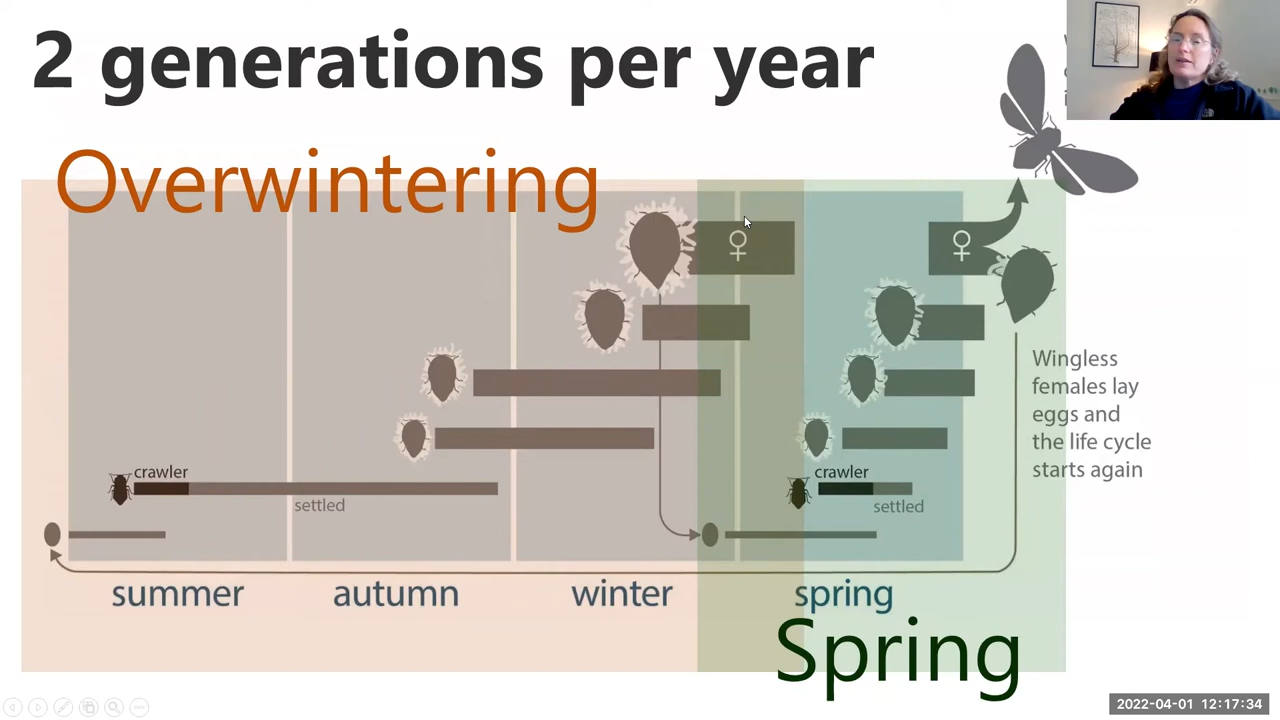 2 generations per year
Overwintering
♀
♀
Wingless
females lay
eggs and
the life cycle
starts again
crawler
settled
crawler
settled
summer
autumn
winter
spring
Spring
2022-04-01 12:17:34